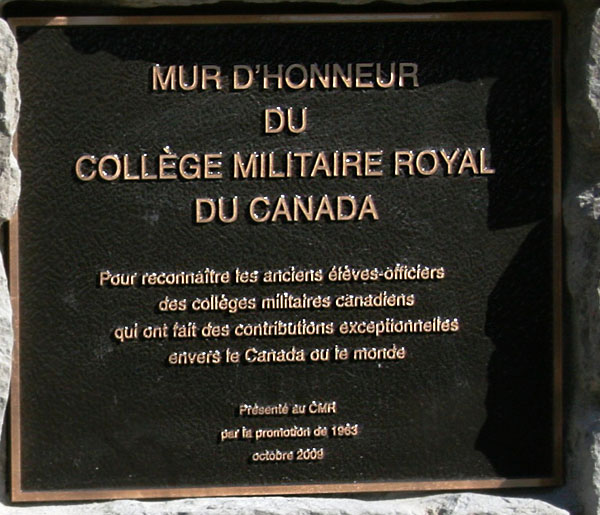 MUR D'HONNEUR
DU
COLLÈGE MILITAIRE ROYAL
DU CANADA
Pour reconnaître les anciens élèves-officiers
des collèges militaires canadiens
qui ont fait des contributions exceptionnelles
envers le Canada ou le monde
Présenté au CMR
par la promotion de 1963
octobre 2009